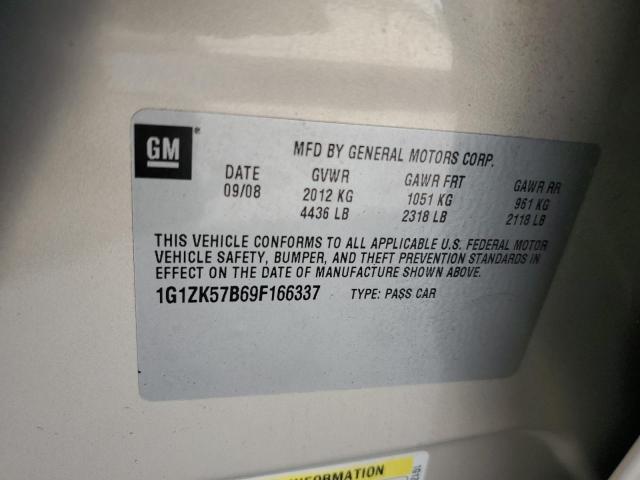 GM
MFD BY GENERAL MOTORS CORP.
DATE GVWR GAWR FRT GAWR RR
09/08 2012 KG 1051 KG 961 KG
4436 LB 2318 LB 2118 LB
THIS VEHICLE CONFORMS TO ALL APPLICABLE U.S. FEDERAL MOTOR
VEHICLE SAFETY, BUMPER, AND THEFT PREVENTION STANDARDS IN
EFFECT ON THE DATE OF MANUFACTURE SHOWN ABOVE.
1G1ZK57B69F166337 TYPE: PASS CAR
INFORMATION